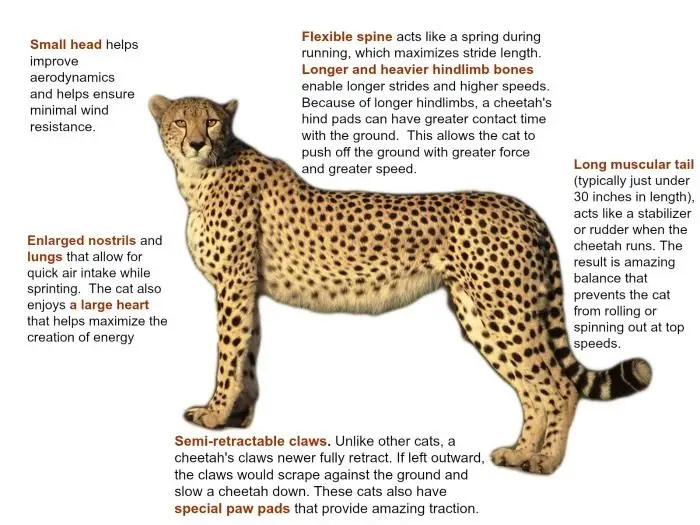 Small head helps
improve
aerodynamics
and helps ensure
minimal wind
resistance.
Flexible spine acts like a spring during
running, which maximizes stride length.
Longer and heavier hindlimb bones
enable longer strides and higher speeds.
Because of longer hindlimbs, a cheetah's
hind pads can have greater contact time
with the ground.  This allows the cat to
push off the ground with greater force
and greater speed.
Long muscular tail
(typically just under
30 inches in length),
acts like a stabilizer
or rudder when the
cheetah runs. The
result is amazing
balance that
prevents the cat
from rolling or
spinning out at top
speeds.
Enlarged nostrils and
lungs that allow for
quick air intake while
sprinting.  The cat also
enjoys a large heart
that helps maximize the
creation of energy
Semi-retractable claws. Unlike other cats, a
cheetah's claws newer fully retract. If left outward,
the claws would scrape against the ground and
slow a cheetah down. These cats also have
special paw pads that provide amazing traction.